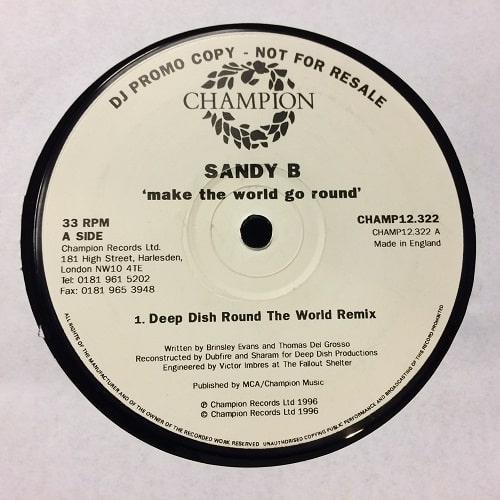 DJ PROMO COPY - NOT FOR RESALE
CHAMPION
SANDY B
'make the world go round'
33 RPM
A SIDE
Champion Records Ltd.
181 High Street, Harlesden,
London NW10 4TE
Tel: 0181 961 5202
Fax: 0181 965 3948
CHAMP12.322
CHAMP12.322 A
Made in England
1. Deep Dish Round The World Remix
Written by Brinsley Evans and Thomas Del Grosso
Reconstructed by Dubfire and Sharam for Deep Dish Productions
Engineered by Victor Imbres at The Fallout Shelter
Published by MCA/Champion Music
℗ Champion Records Ltd 1996
© Champion Records Ltd 1996
ALL RIGHTS OF THE MANUFACTURER AND OF THE OWNER OF THE RECORDED WORK RESERVED UNAUTHORISED COPYING PUBLIC PERFORMANCE AND BROADCASTING OF THIS RECORD PROHIBITED